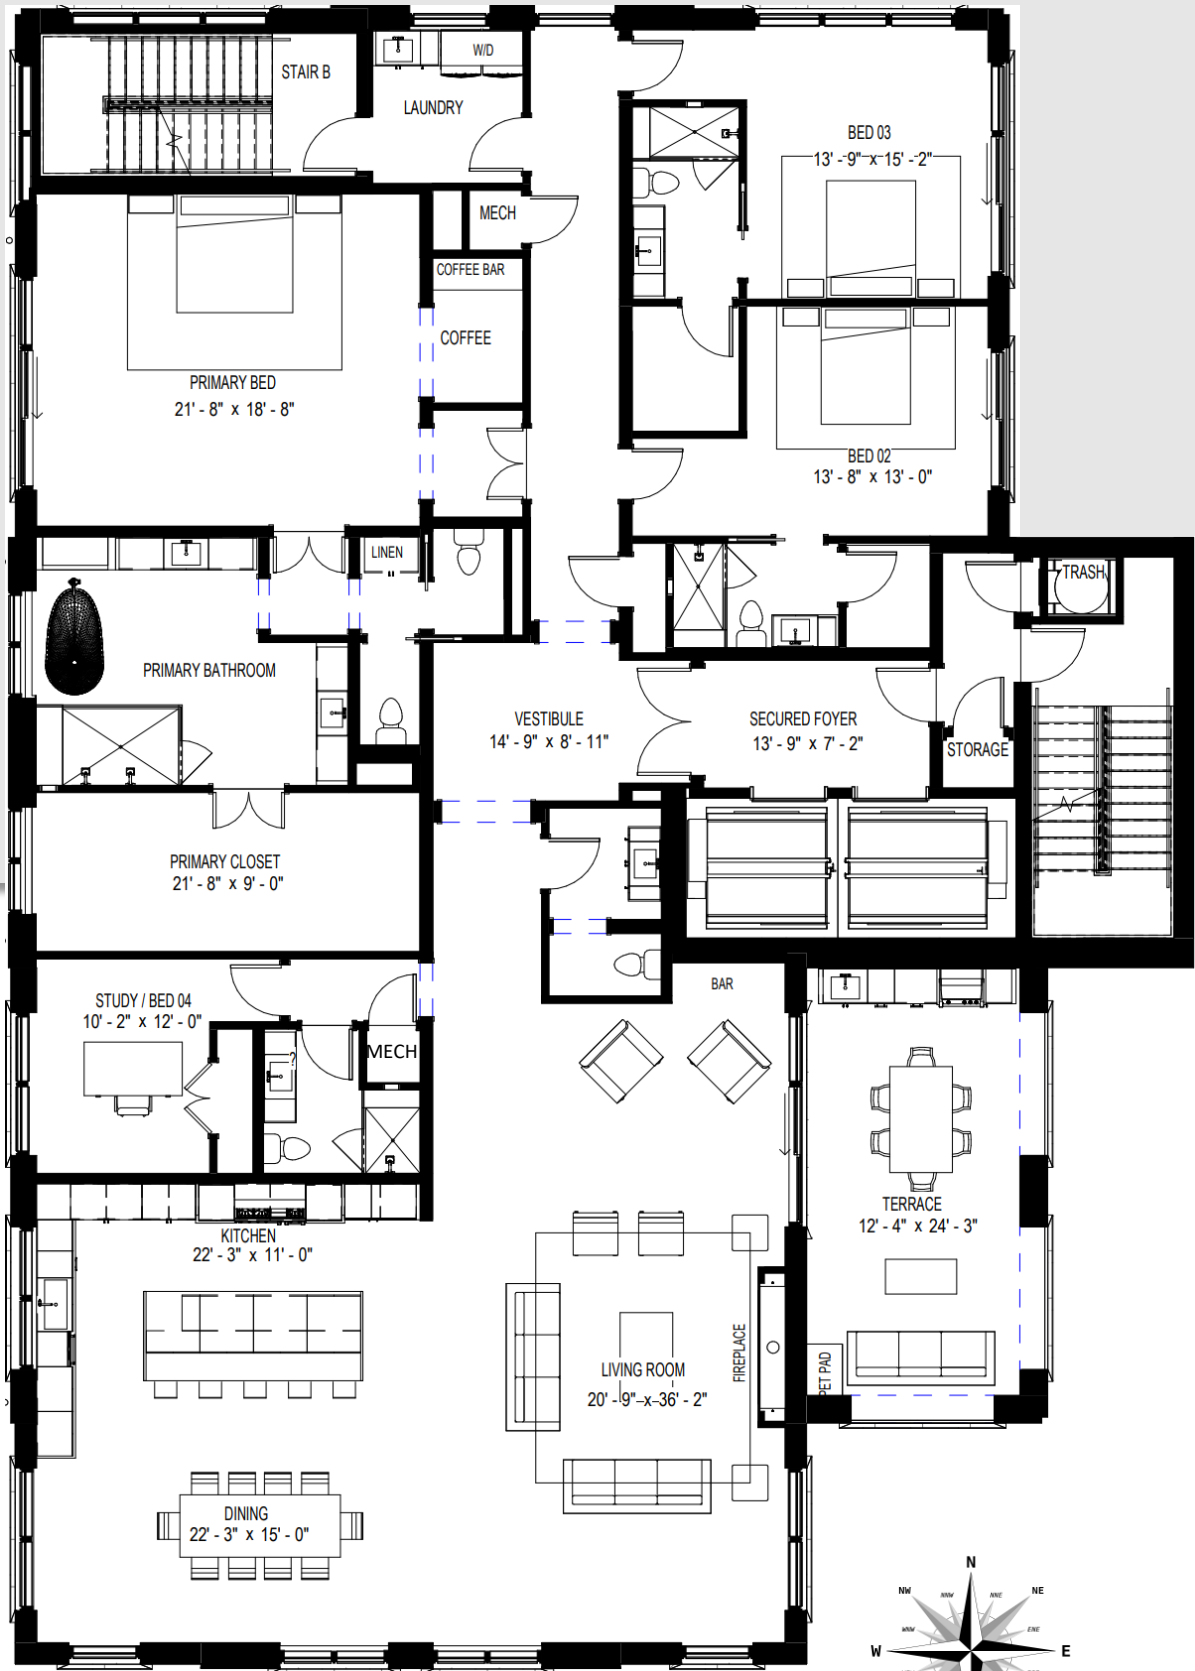 STAIR B
W/D
LAUNDRY
BED 03
13' - 9" x 15' - 2"
MECH
COFFEE BAR
COFFEE
PRIMARY BED
21' - 8" x 18' - 8"
BED 02
13' - 8" x 13' - 0"
LINEN
TRASH
PRIMARY BATHROOM
VESTIBULE
14' - 9" x 8' - 11"
SECURED FOYER
13' - 9" x 7' - 2"
STORAGE
PRIMARY CLOSET
21' - 8" x 9' - 0"
BAR
STUDY / BED 04
10' - 2" x 12' - 0"
MECH
?
TERRACE
12' - 4" x 24' - 3"
KITCHEN
22' - 3" x 11' - 0"
LIVING ROOM
20' - 9" x 36' - 2"
FIREPLACE
PET PAD
DINING
22' - 3" x 15' - 0"
N
NW
NNW
NNE
NE
WNW
ENE
W
E